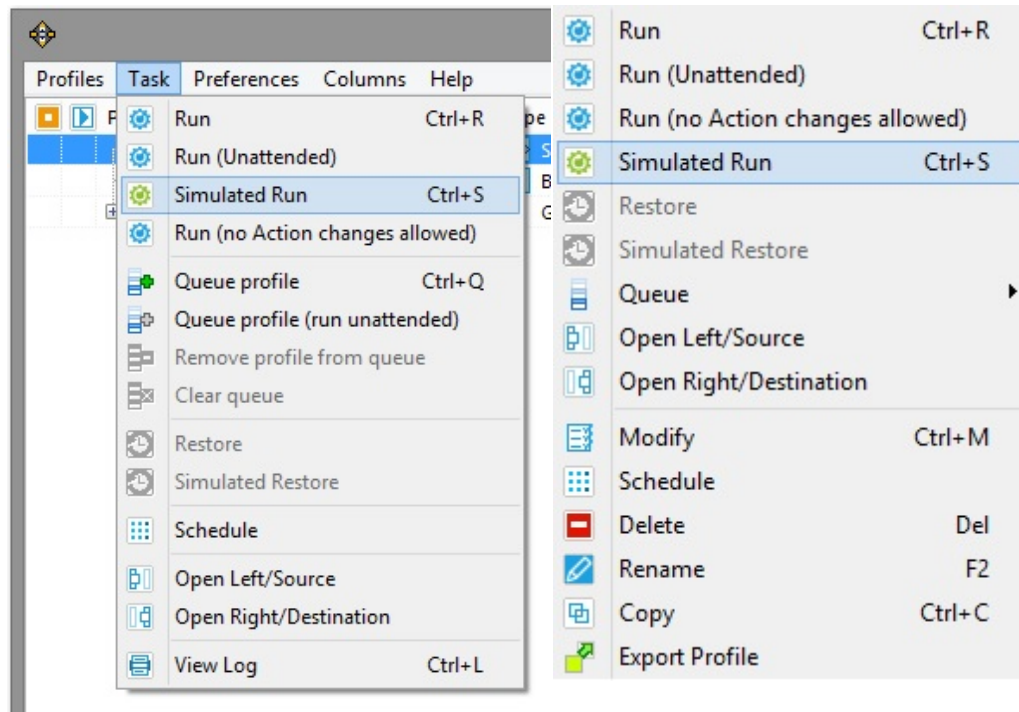 Profiles Task Preferences Columns Help
Run Ctrl+R
Run (Unattended)
Simulated Run Ctrl+S
Run (no Action changes allowed)
Queue profile Ctrl+Q
Queue profile (run unattended)
Remove profile from queue
Clear queue
Restore
Simulated Restore
Schedule
Open Left/Source
Open Right/Destination
View Log Ctrl+L
Run Ctrl+R
Run (Unattended)
Run (no Action changes allowed)
Simulated Run Ctrl+S
Restore
Simulated Restore
Queue
Open Left/Source
Open Right/Destination
Modify Ctrl+M
Schedule
Delete Del
Rename F2
Copy Ctrl+C
Export Profile